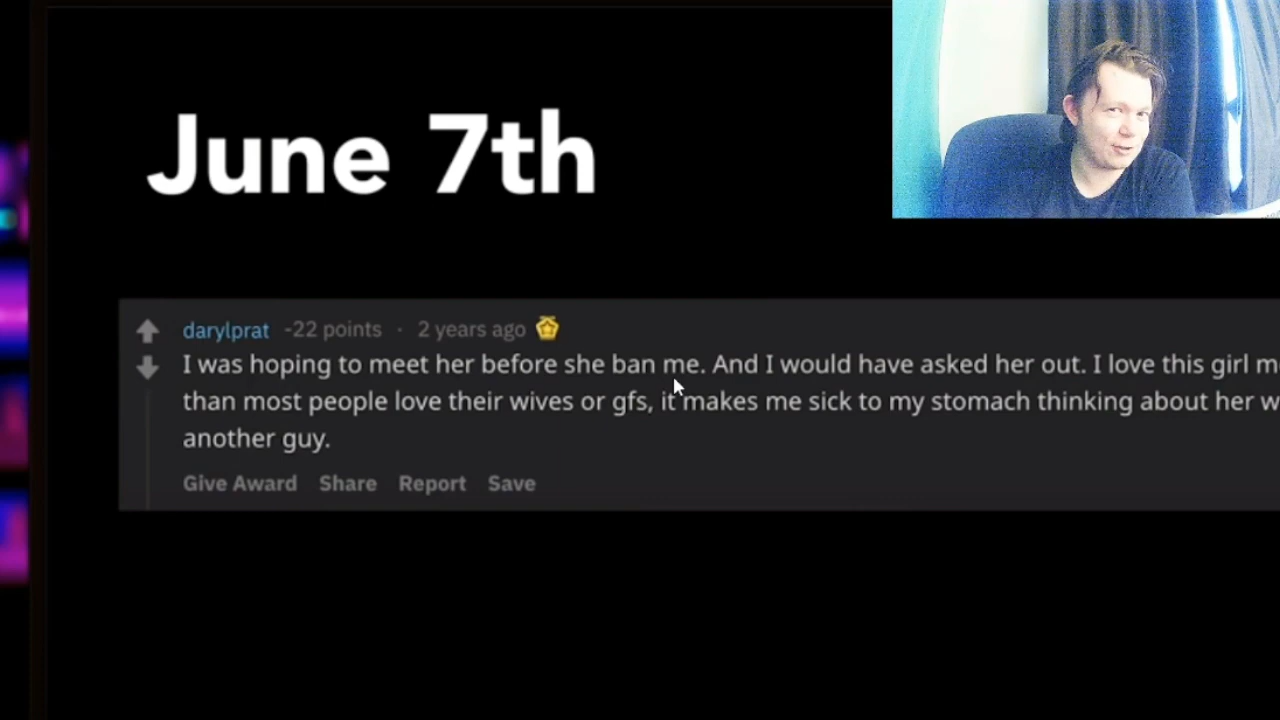 June 7th
darylprat -22 points · 2 years ago
I was hoping to meet her before she ban me. And I would have asked her out. I love this girl
than most people love their wives or gfs, it makes me sick to my stomach thinking about her
another guy.
Give Award Share Report Save